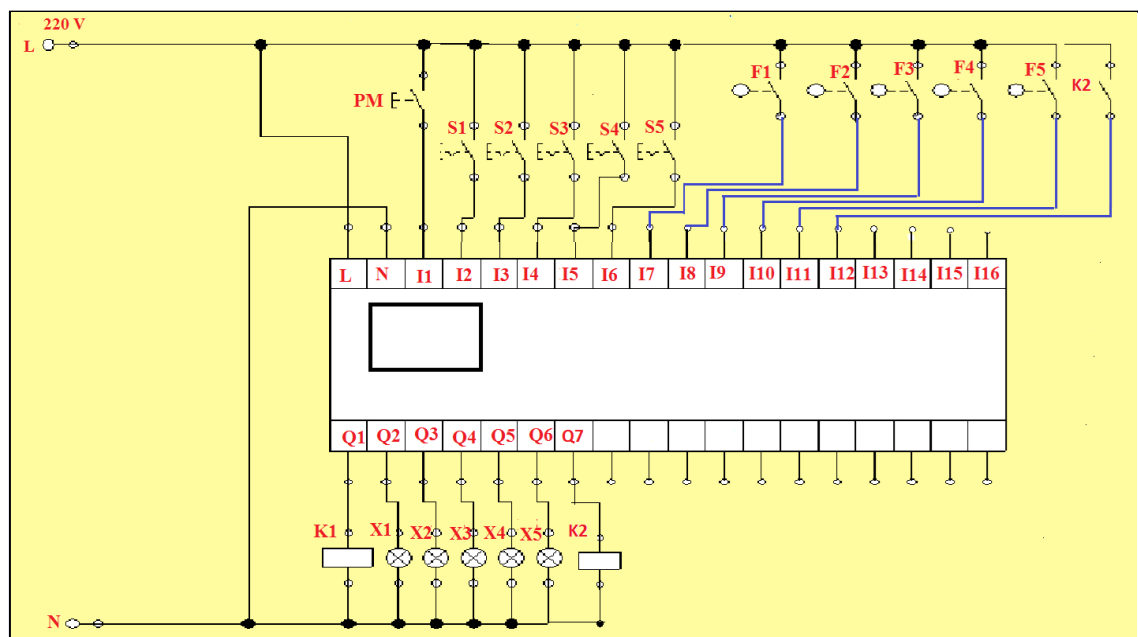 220 V
L
PM
S1 S2 S3 S4 S5
F1 F2 F3 F4 F5 K2
L N I1 I2 I3 I4 I5 I6 I7 I8 I9 I10 I11 I12 I13 I14 I15 I16
Q1 Q2 Q3 Q4 Q5 Q6 Q7
K1 X1 X2 X3 X4 X5 K2
N